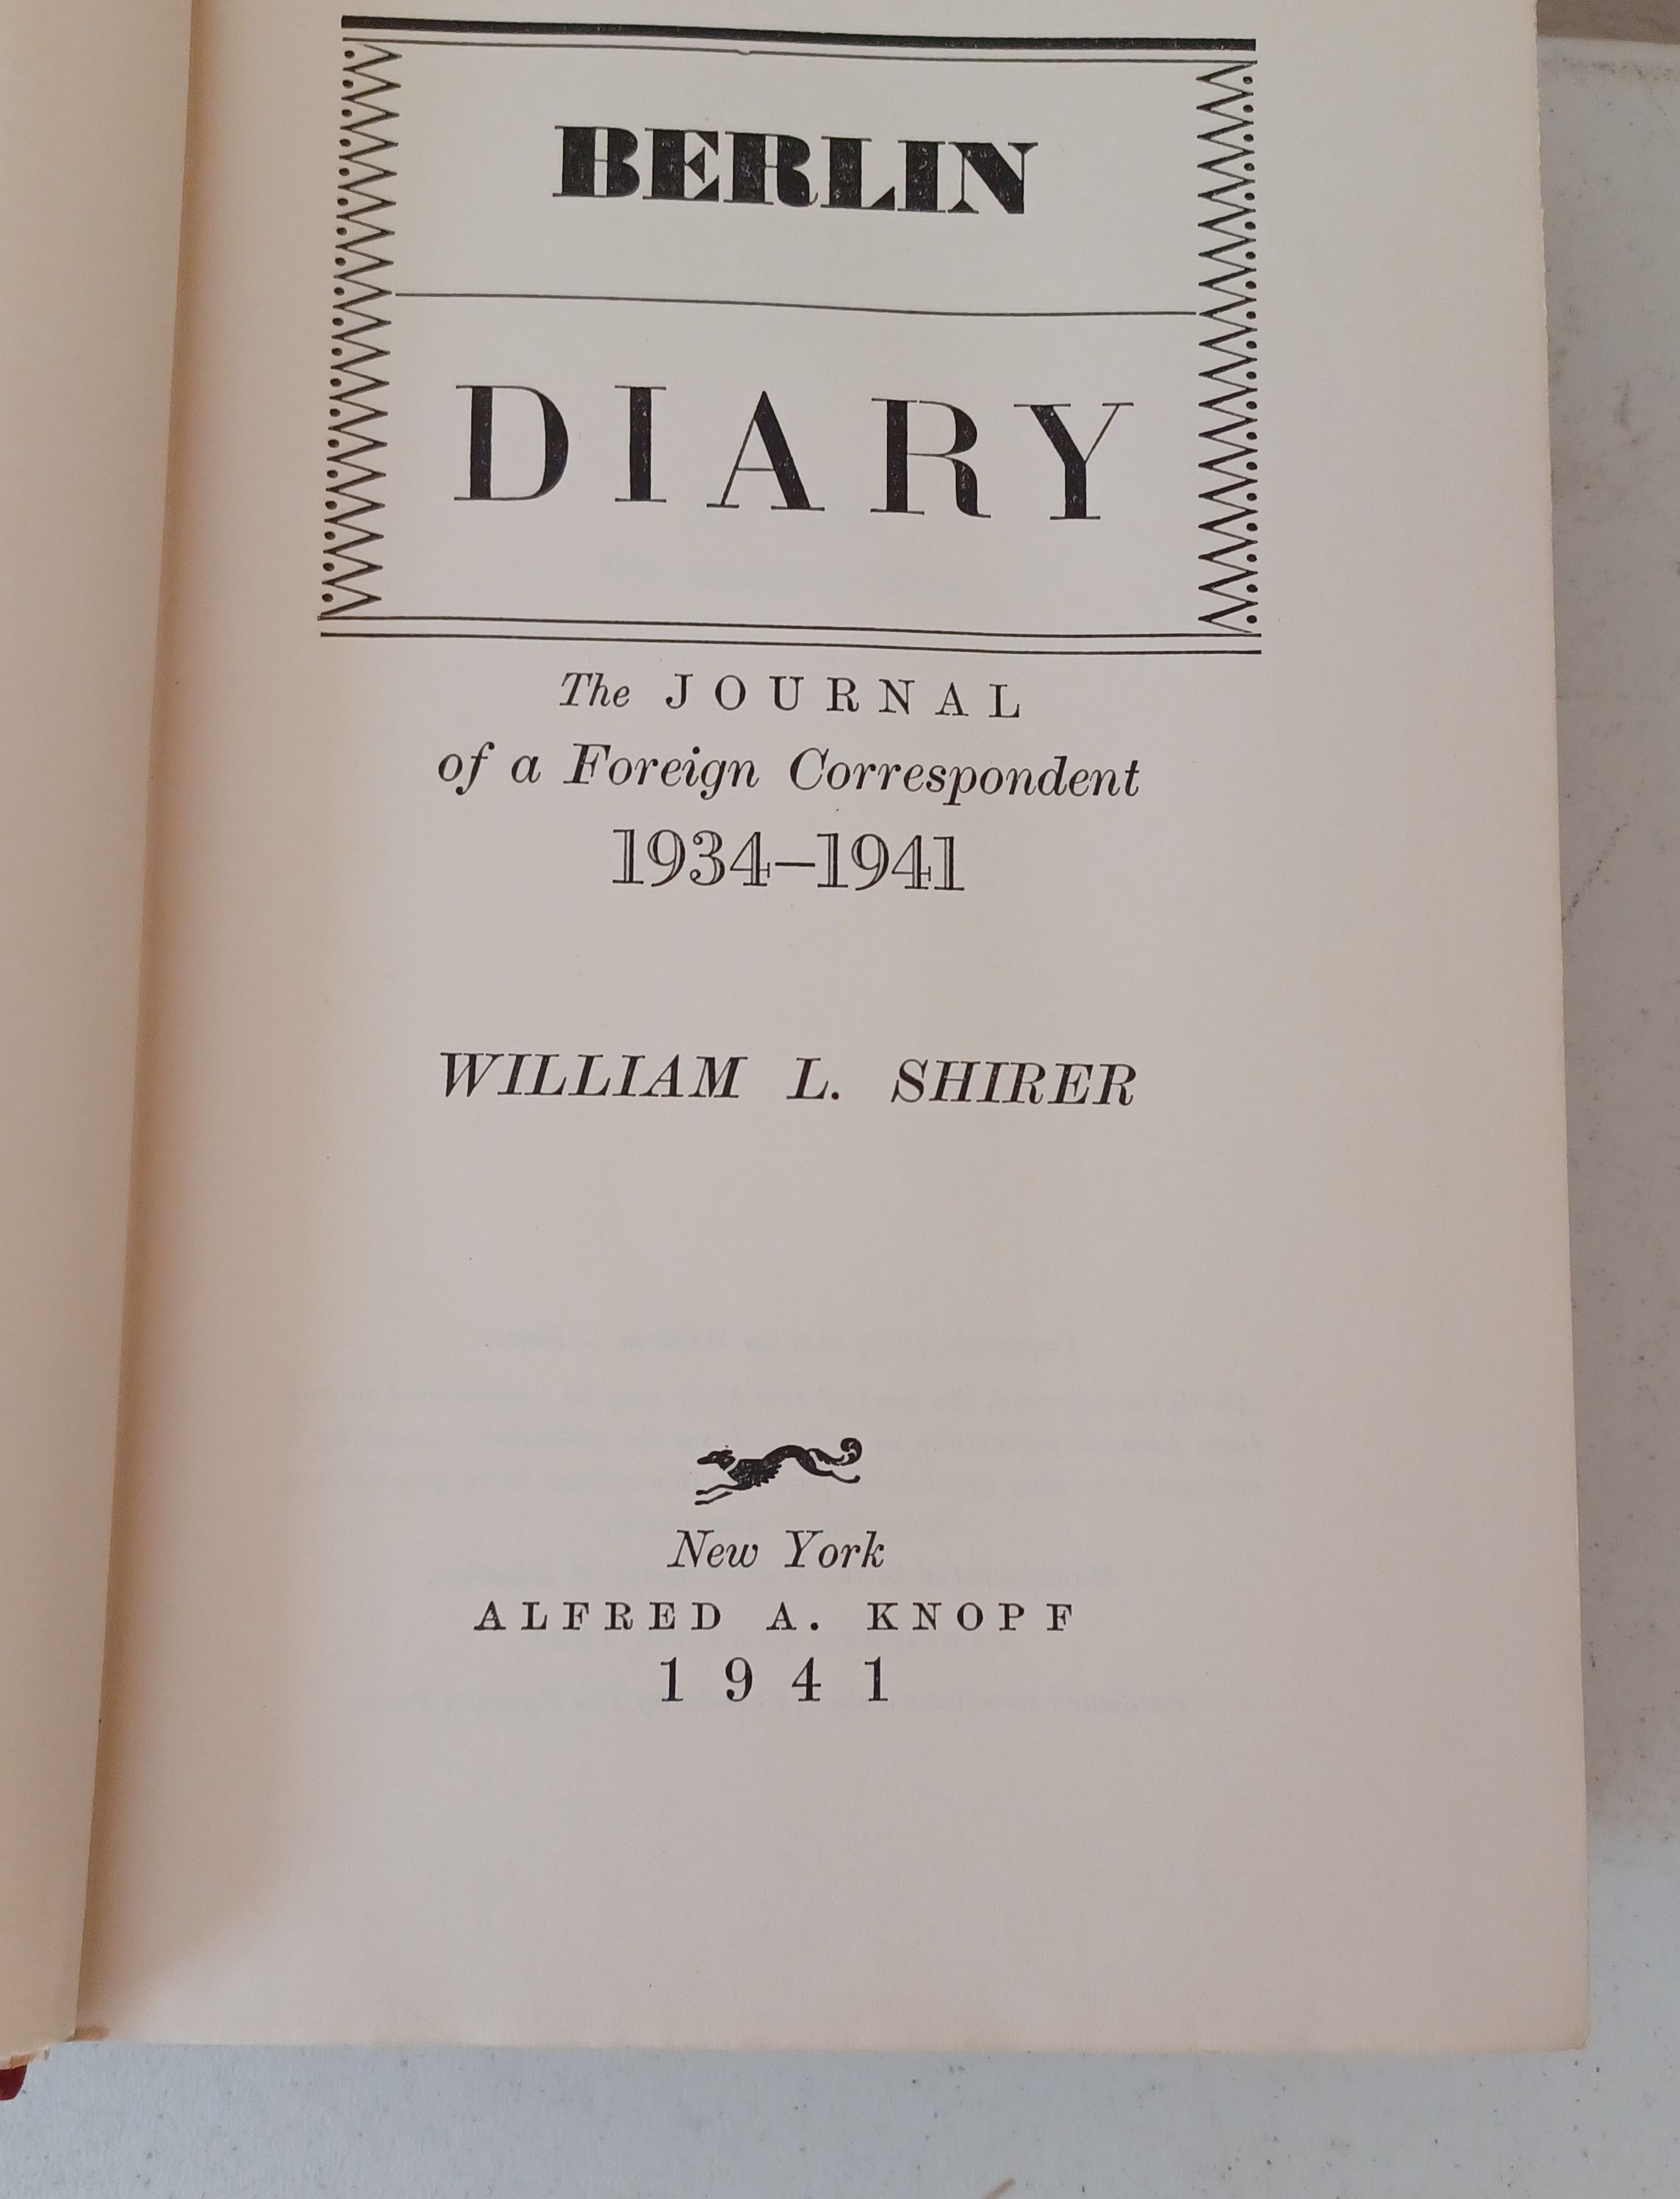 BERLIN
DIARY
The JOURNAL
of a Foreign Correspondent
1934–1941
WILLIAM L. SHIRER
New York
ALFRED A. KNOPF
1941